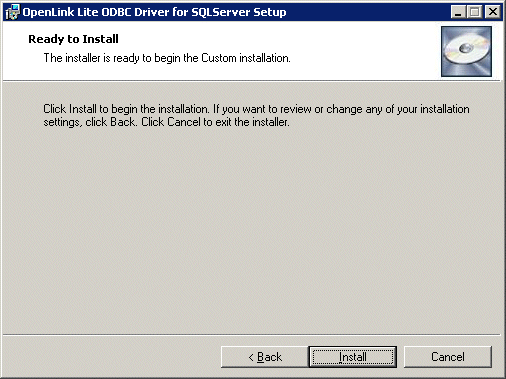 OpenLink Lite ODBC Driver for SQLServer Setup
Ready to Install
The installer is ready to begin the Custom installation.
Click Install to begin the installation. If you want to review or change any of your installation
settings, click Back. Click Cancel to exit the installer.
< Back Install Cancel